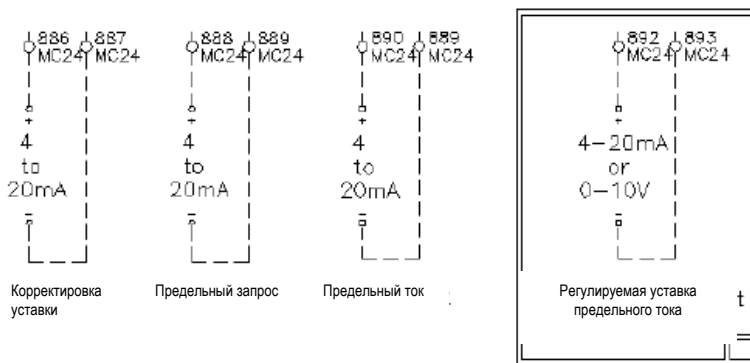 886 887
MC24 MC24
+
4
to
20mA
-
Корректировка
уставки
888 889
MC24 MC24
+
4
to
20mA
-
Предельный запрос
890 889
MC24 MC24
+
4
to
20mA
-
Предельный ток
892 893
MC24 MC24
+
4-20mA
or
0-10V
-
Регулируемая уставка
предельного тока
t